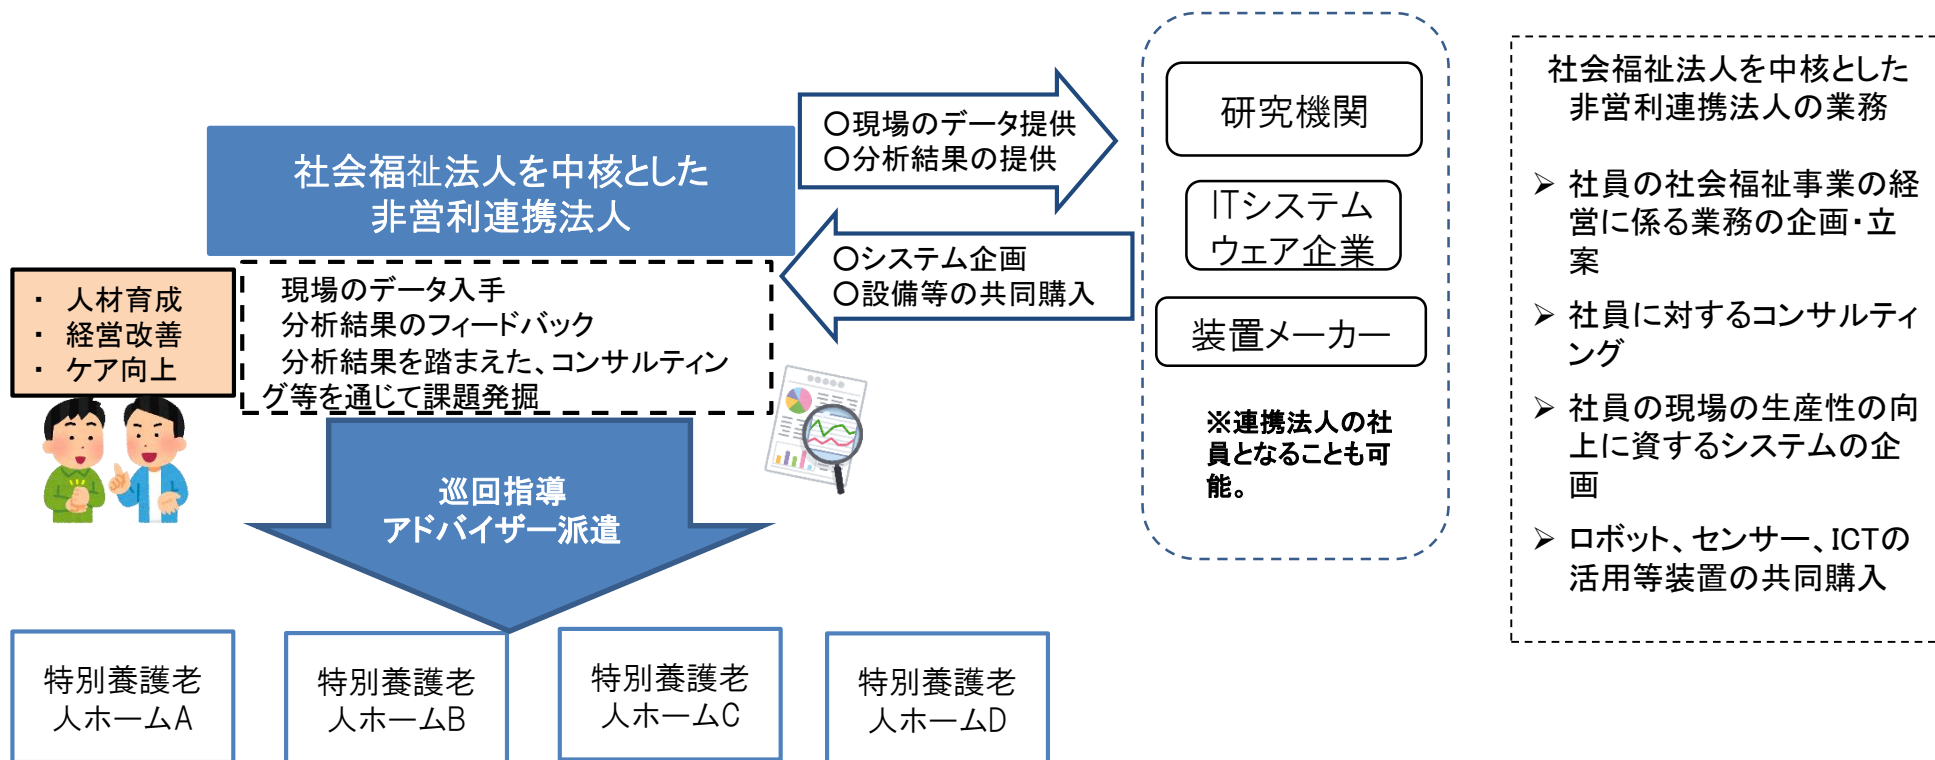 社会福祉法人を中核とした
非営利連携法人
○現場のデータ提供
○分析結果の提供
○システム企画
○設備等の共同購入
・ 人材育成
・ 経営改善
・ ケア向上
現場のデータ入手
分析結果のフィードバック
分析結果を踏まえた、コンサルティン
グ等を通じて課題発掘
巡回指導
アドバイザー派遣
特別養護老
人ホームA
特別養護老
人ホームB
特別養護老
人ホームC
特別養護老
人ホームD
研究機関
ITシステム
ウェア企業
装置メーカー
※連携法人の社
員となることも可
能。
社会福祉法人を中核とした
非営利連携法人の業務
➢ 社員の社会福祉事業の経
営に係る業務の企画・立
案
➢ 社員に対するコンサルティ
ング
➢ 社員の現場の生産性の向
上に資するシステムの企
画
➢ ロボット、センサー、ICTの
活用等装置の共同購入